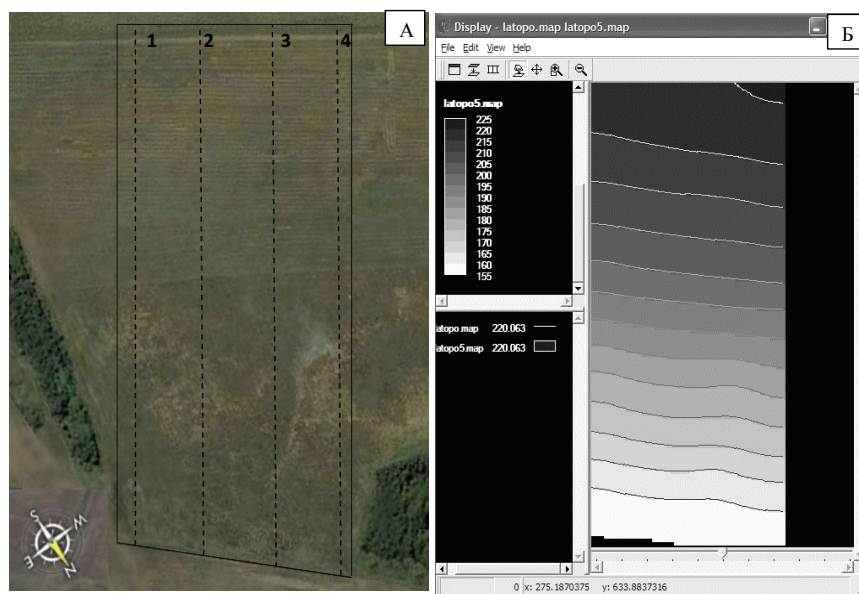 А
1 2 3 4
S
W
E
N
Display - latopo.map latopo5.map
Б
File Edit View Help
latopo5.map
225
220
215
210
205
200
195
190
185
180
175
170
165
160
155
latopo.map 220.063
latopo5.map 220.063
0 x: 275.1870375 y: 633.8837316